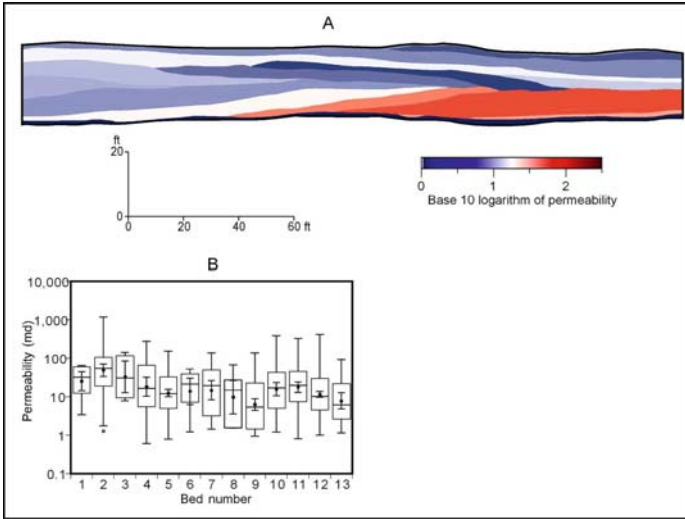 A
ft
20
0
0 20 40 60 ft
0 1 2
Base 10 logarithm of permeability
B
10,000
1,000
100
10
1
0.1
Permeability (md)
1 2 3 4 5 6 7 8 9 10 11 12 13
Bed number